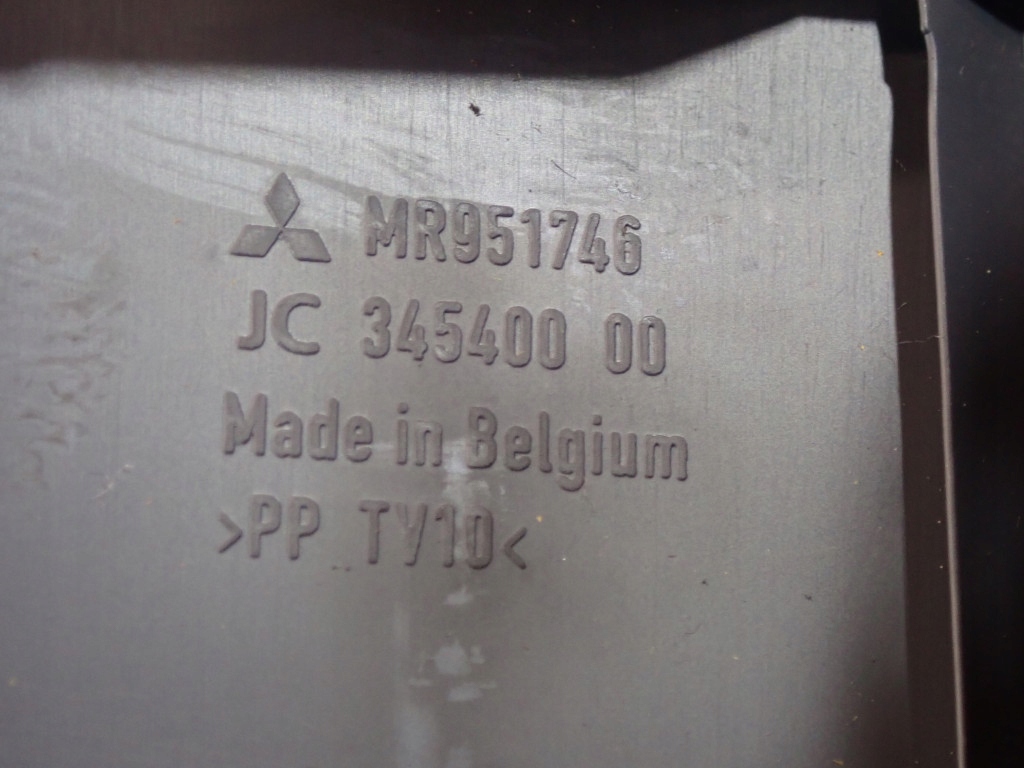 MR951746
JC 345400 00
Made in Belgium
>PP TY10<